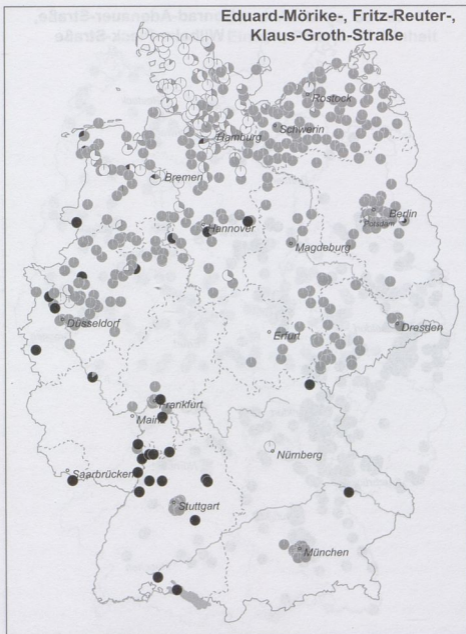 Eduard-Mörike-, Fritz-Reuter-,
Klaus-Groth-Straße
Rostock
Schwerin
Hamburg
Bremen
Berlin
Potsdam
Hannover
Magdeburg
Düsseldorf
Erfurt
Dresden
Frankfurt
Mainz
Nürnberg
Saarbrücken
Stuttgart
München